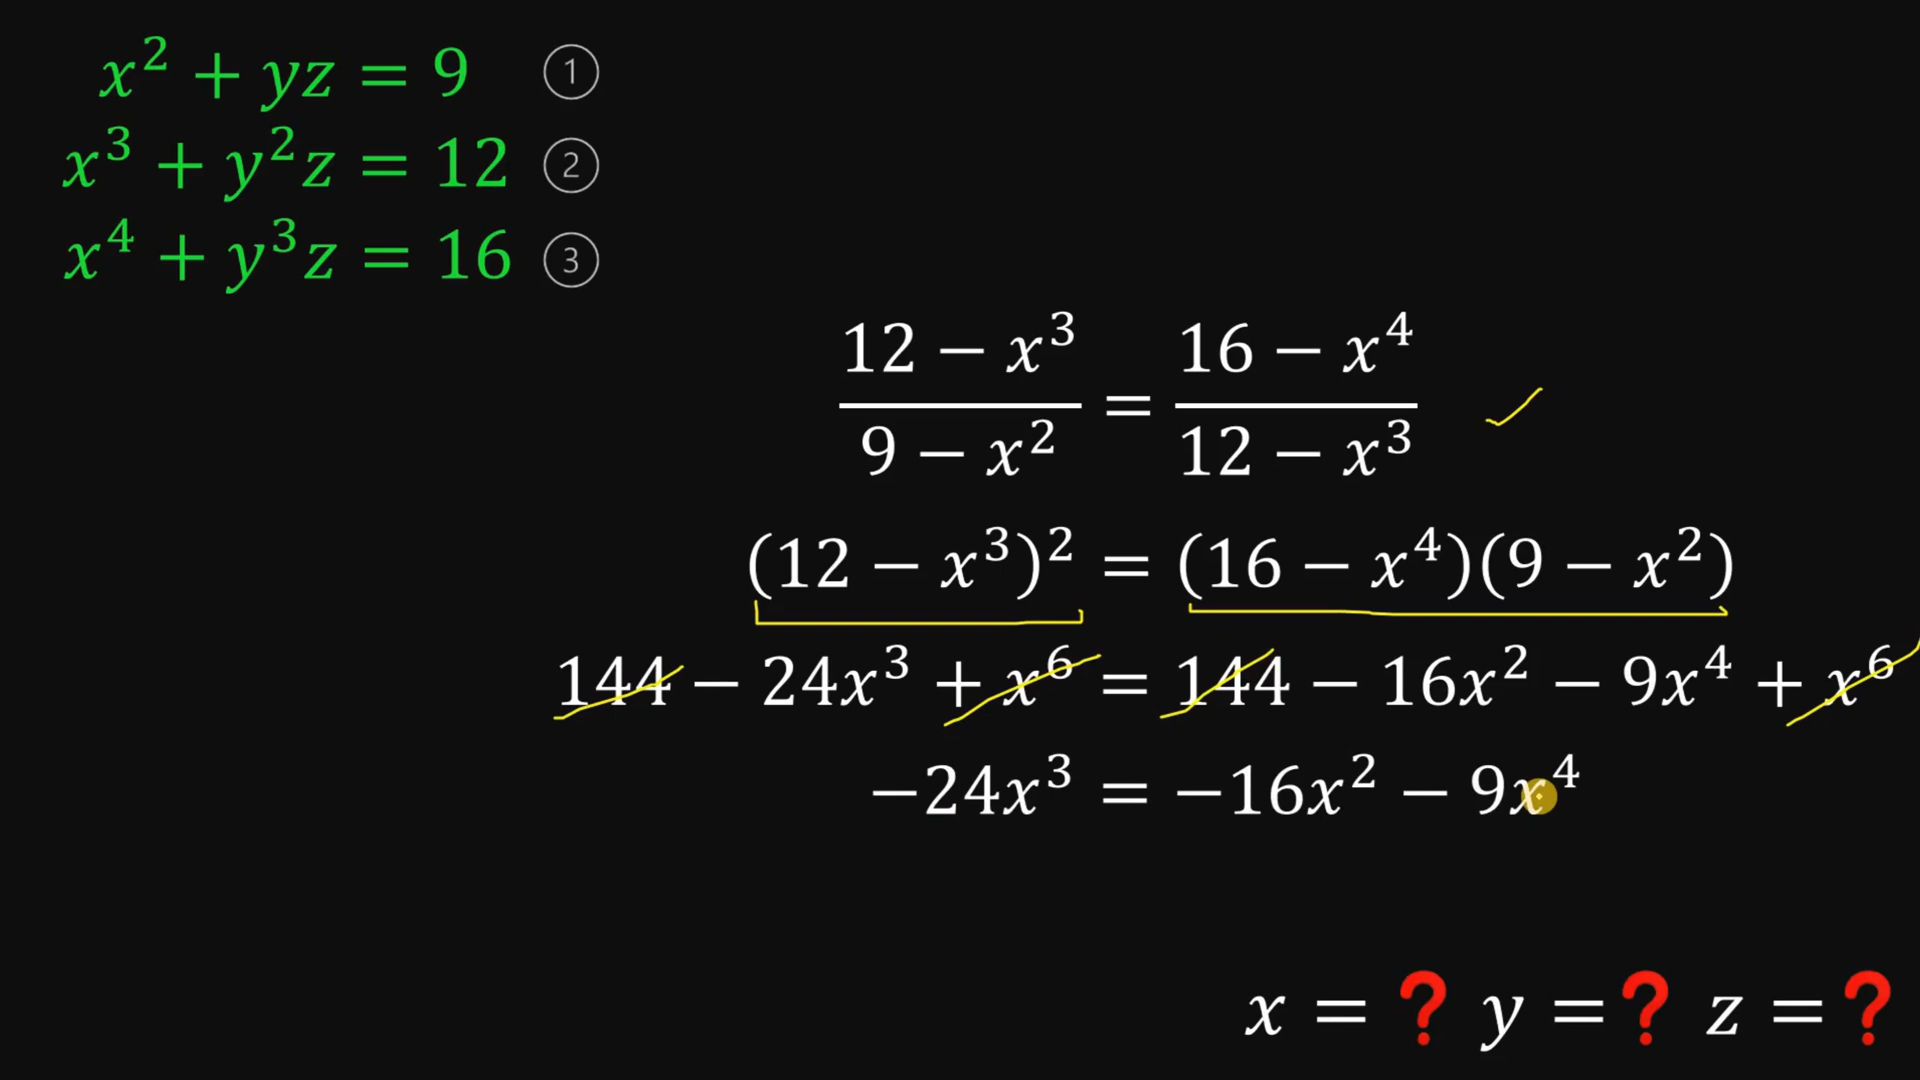 x² + yz = 9 ①
x³ + y²z = 12 ②
x⁴ + y³z = 16 ③
(12 − x³)/(9 − x²) = (16 − x⁴)/(12 − x³)
(12 − x³)² = (16 − x⁴)(9 − x²)
144 − 24x³ + x⁶ = 144 − 16x² − 9x⁴ + x⁶
−24x³ = −16x² − 9x⁴
x = ❓ y = ❓ z = ❓